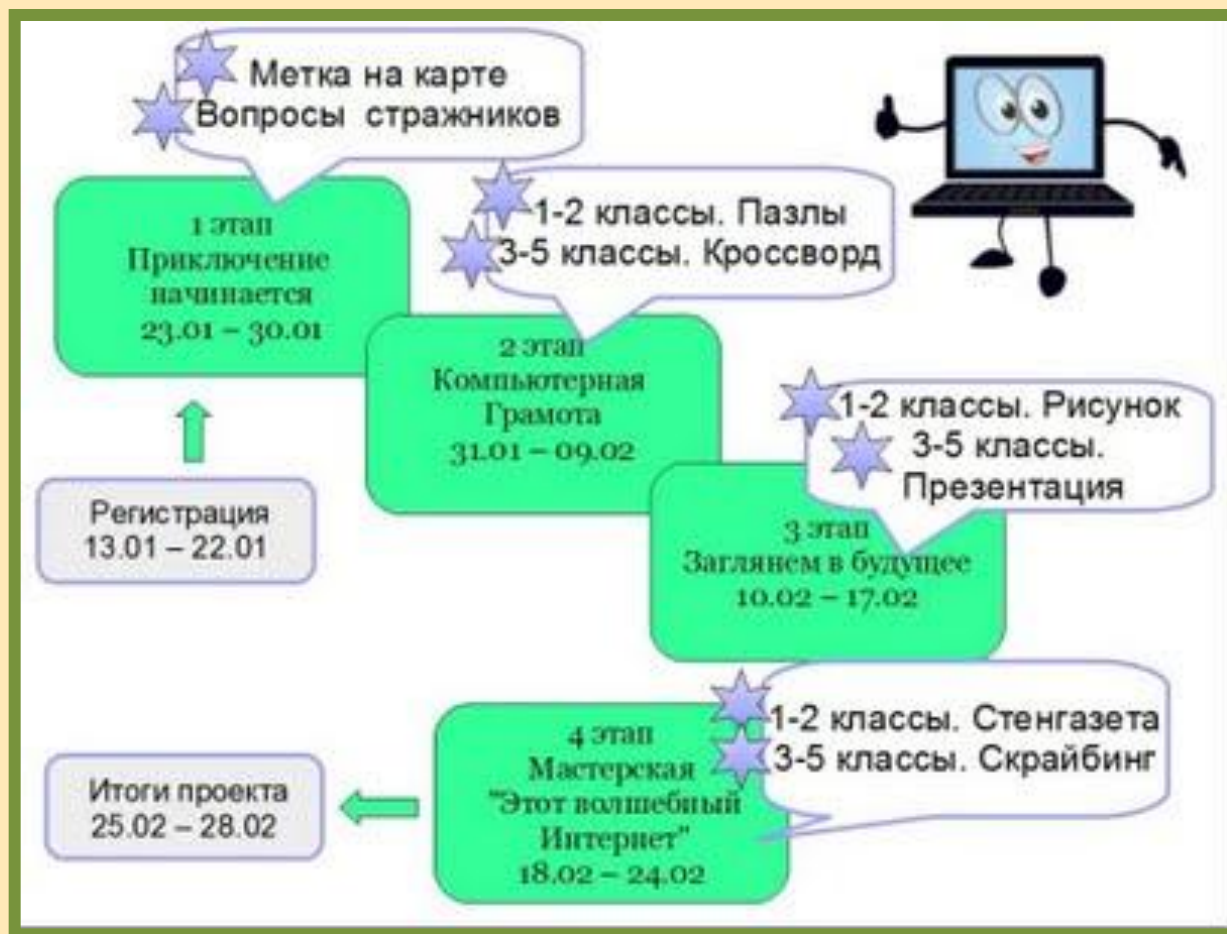 Метка на карте
Вопросы стражников
1 этап
Приключение
начинается
23.01 – 30.01
1-2 классы. Пазлы
3-5 классы. Кроссворд
2 этап
Компьютерная
Грамота
31.01 – 09.02
1-2 классы. Рисунок
3-5 классы.
Презентация
3 этап
Заглянем в будущее
10.02 – 17.02
Регистрация
13.01 – 22.01
1-2 классы. Стенгазета
3-5 классы. Скрайбинг
4 этап
Мастерская
"Этот волшебный
Интернет"
18.02 – 24.02
Итоги проекта
25.02 – 28.02